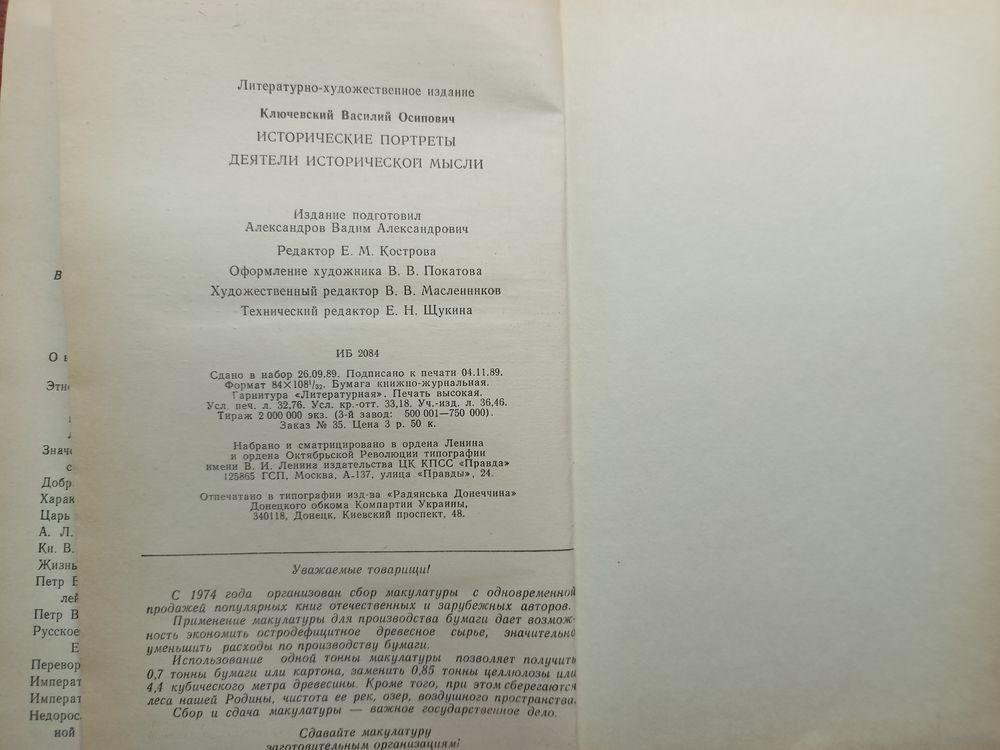 Литературно-художественное издание
Ключевский Василий Осипович
ИСТОРИЧЕСКИЕ ПОРТРЕТЫ
ДЕЯТЕЛИ ИСТОРИЧЕСКОЙ МЫСЛИ
Издание подготовил
Александров Вадим Александрович
Редактор Е. М. Кострова
Оформление художника В. В. Покатова
Художественный редактор В. В. Масленников
Технический редактор Е. Н. Щукина
ИБ 2084
Сдано в набор 26.09.89. Подписано к печати 04.11.89.
Формат 84×108¹/₃₂. Бумага книжно-журнальная.
Гарнитура «Литературная». Печать высокая.
Усл. печ. л. 32,76. Усл. кр.-отт. 33,18. Уч.-изд. л. 36,46.
Тираж 2 000 000 экз. (3-й завод: 500 001—750 000).
Заказ № 35. Цена 3 р. 50 к.
Набрано и сматрицировано в ордена Ленина
и ордена Октябрьской Революции типографии
имени В. И. Ленина издательства ЦК КПСС «Правда»
125865 ГСП, Москва, А-137, улица «Правды», 24.
Отпечатано в типографии изд-ва «Радянська Донеччина»
Донецкого обкома Компартии Украины,
340118, Донецк, Киевский проспект, 48.
Уважаемые товарищи!
С 1974 года организован сбор макулатуры с одновременной
продажей популярных книг отечественных и зарубежных авторов.
Применение макулатуры для производства бумаги дает возмож-
ность экономить остродефицитное древесное сырье, значительно
уменьшить расходы по производству бумаги.
Использование одной тонны макулатуры позволяет получить
0,7 тонны бумаги или картона, заменить 0,85 тонны целлюлозы или
4,4 кубического метра древесины. Кроме того, при этом сберегаются
леса нашей Родины, чистота ее рек, озер, воздушного пространства.
Сбор и сдача макулатуры — важное государственное дело.
Сдавайте макулатуру
заготовительным организациям!
В
О в
Этн
Знач
с
Добр
Харак
Царь
А. Л.
Кн. В.
Жизнь
Петр В
лей
Петр В
Русское
Е
Перевор
Императ
Императ
Недорос
ной